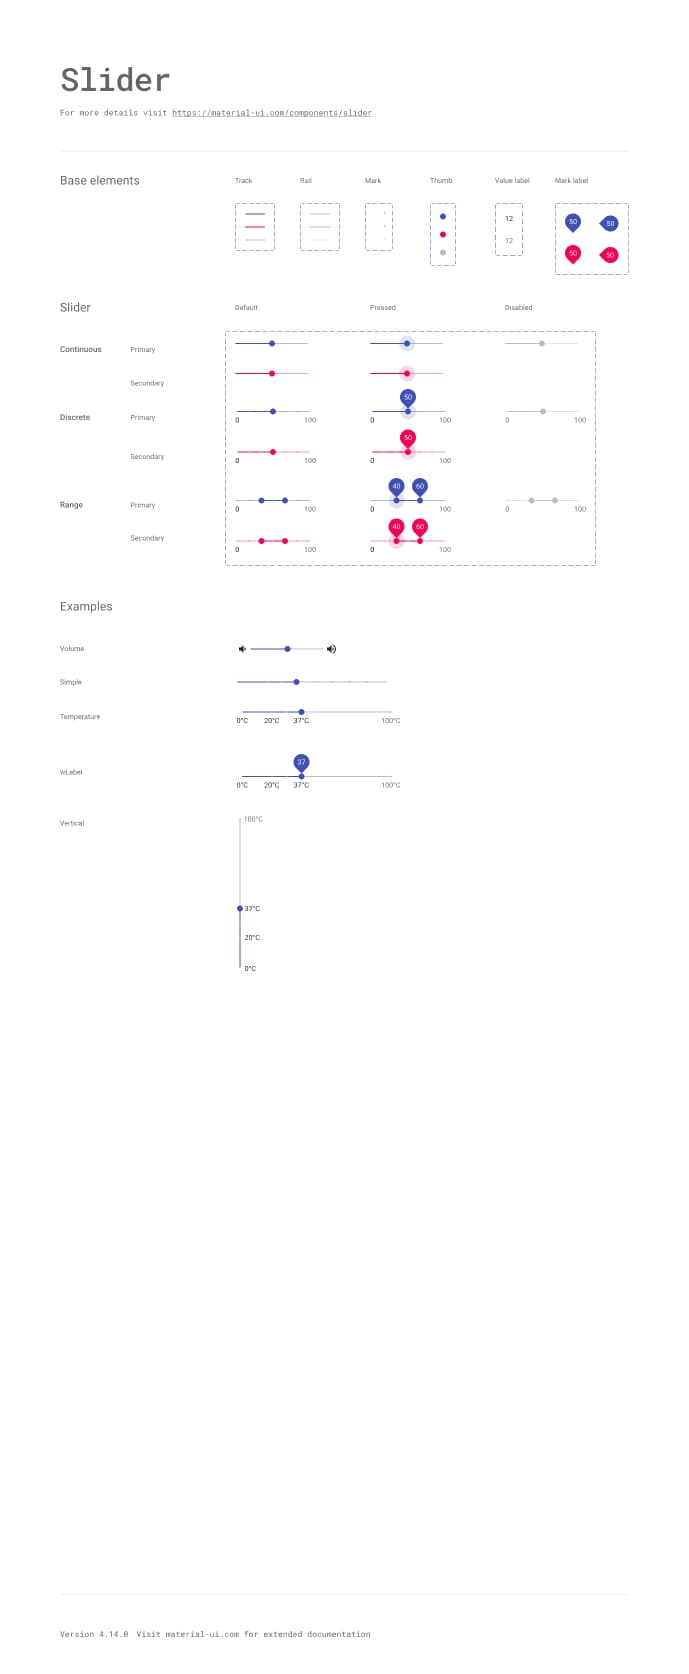 Slider
For more details visit https://material-ui.com/components/slider
Base elements Track Rail Mark Thumb Value label Mark label
12
12
50 50
50 50
Slider Default Pressed Disabled
Continuous Primary
Secondary
50
Discrete Primary
0 100 0 100 0 100
50
Secondary
0 100 0 100
40 60
Range Primary
0 100 0 100 0 100
40 60
Secondary
0 100 0 100
Examples
Volume
Simple
Temperature
0°C 20°C 37°C 100°C
37
wLabel
0°C 20°C 37°C 100°C
Vertical
100°C
37°C
20°C
0°C
Version 4.14.0 Visit material-ui.com for extended documentation